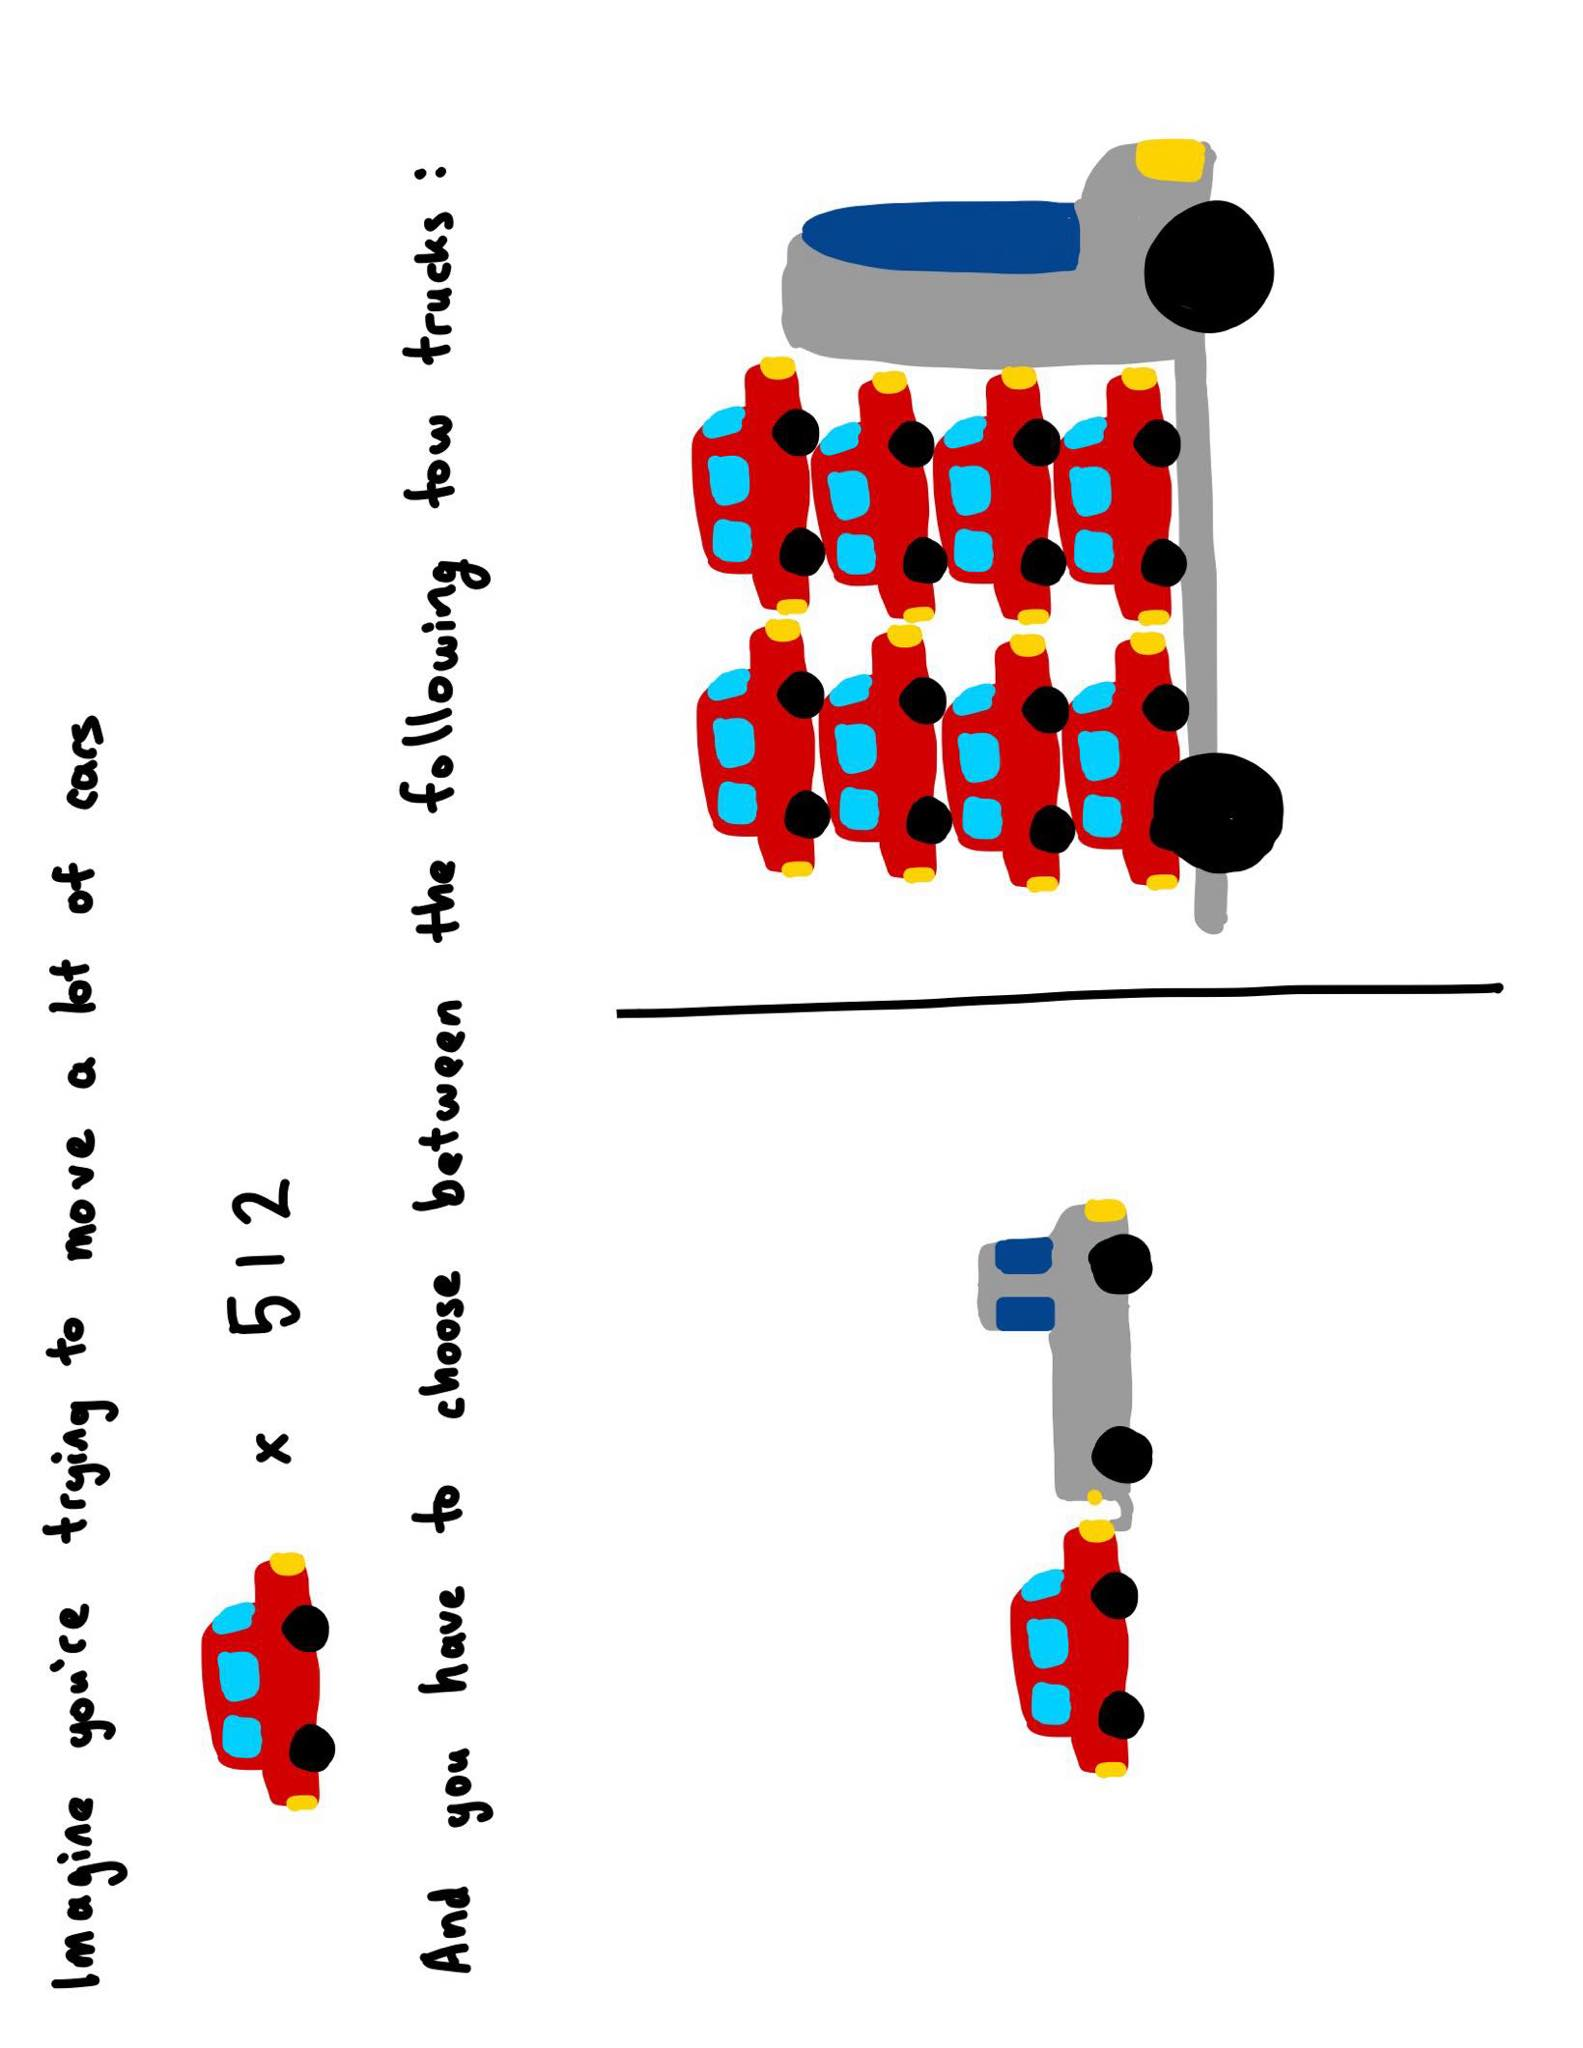 Imagine you're trying to move a lot of cars
x 512
And you have to choose between the following tow trucks: